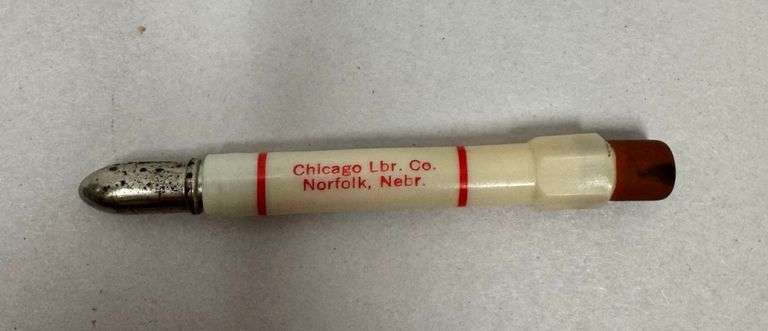 Chicago Lbr. Co.
Norfolk, Nebr.